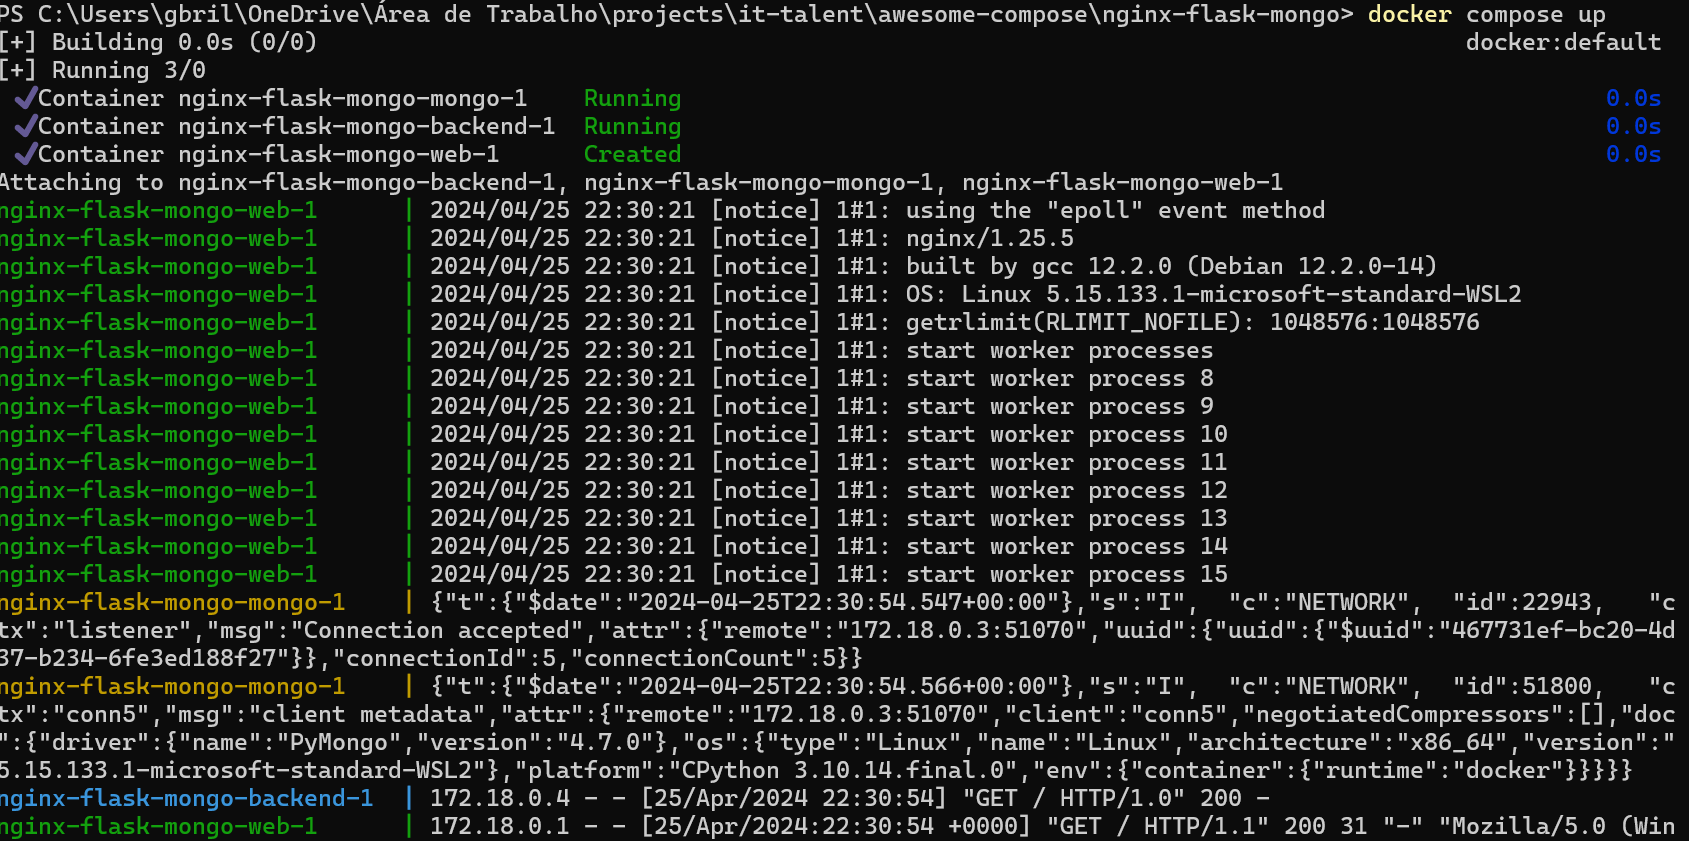 PS C:\Users\gbril\OneDrive\Área de Trabalho\projects\it-talent\awesome-compose\nginx-flask-mongo> docker compose up
[+] Building 0.0s (0/0) docker:default
[+] Running 3/0
✔Container nginx-flask-mongo-mongo-1 Running 0.0s
✔Container nginx-flask-mongo-backend-1 Running 0.0s
✔Container nginx-flask-mongo-web-1 Created 0.0s
Attaching to nginx-flask-mongo-backend-1, nginx-flask-mongo-mongo-1, nginx-flask-mongo-web-1
nginx-flask-mongo-web-1 | 2024/04/25 22:30:21 [notice] 1#1: using the "epoll" event method
nginx-flask-mongo-web-1 | 2024/04/25 22:30:21 [notice] 1#1: nginx/1.25.5
nginx-flask-mongo-web-1 | 2024/04/25 22:30:21 [notice] 1#1: built by gcc 12.2.0 (Debian 12.2.0-14)
nginx-flask-mongo-web-1 | 2024/04/25 22:30:21 [notice] 1#1: OS: Linux 5.15.133.1-microsoft-standard-WSL2
nginx-flask-mongo-web-1 | 2024/04/25 22:30:21 [notice] 1#1: getrlimit(RLIMIT_NOFILE): 1048576:1048576
nginx-flask-mongo-web-1 | 2024/04/25 22:30:21 [notice] 1#1: start worker processes
nginx-flask-mongo-web-1 | 2024/04/25 22:30:21 [notice] 1#1: start worker process 8
nginx-flask-mongo-web-1 | 2024/04/25 22:30:21 [notice] 1#1: start worker process 9
nginx-flask-mongo-web-1 | 2024/04/25 22:30:21 [notice] 1#1: start worker process 10
nginx-flask-mongo-web-1 | 2024/04/25 22:30:21 [notice] 1#1: start worker process 11
nginx-flask-mongo-web-1 | 2024/04/25 22:30:21 [notice] 1#1: start worker process 12
nginx-flask-mongo-web-1 | 2024/04/25 22:30:21 [notice] 1#1: start worker process 13
nginx-flask-mongo-web-1 | 2024/04/25 22:30:21 [notice] 1#1: start worker process 14
nginx-flask-mongo-web-1 | 2024/04/25 22:30:21 [notice] 1#1: start worker process 15
nginx-flask-mongo-mongo-1 | {"t":{"$date":"2024-04-25T22:30:54.547+00:00"},"s":"I", "c":"NETWORK", "id":22943, "c
tx":"listener","msg":"Connection accepted","attr":{"remote":"172.18.0.3:51070","uuid":{"uuid":{"$uuid":"467731ef-bc20-4d
37-b234-6fe3ed188f27"}},"connectionId":5,"connectionCount":5}}
nginx-flask-mongo-mongo-1 | {"t":{"$date":"2024-04-25T22:30:54.566+00:00"},"s":"I", "c":"NETWORK", "id":51800, "c
tx":"conn5","msg":"client metadata","attr":{"remote":"172.18.0.3:51070","client":"conn5","negotiatedCompressors":[],"doc
":{"driver":{"name":"PyMongo","version":"4.7.0"},"os":{"type":"Linux","name":"Linux","architecture":"x86_64","version":"
5.15.133.1-microsoft-standard-WSL2"},"platform":"CPython 3.10.14.final.0","env":{"container":{"runtime":"docker"}}}}}
nginx-flask-mongo-backend-1 | 172.18.0.4 - - [25/Apr/2024 22:30:54] "GET / HTTP/1.0" 200 -
nginx-flask-mongo-web-1 | 172.18.0.1 - - [25/Apr/2024:22:30:54 +0000] "GET / HTTP/1.1" 200 31 "-" "Mozilla/5.0 (Win